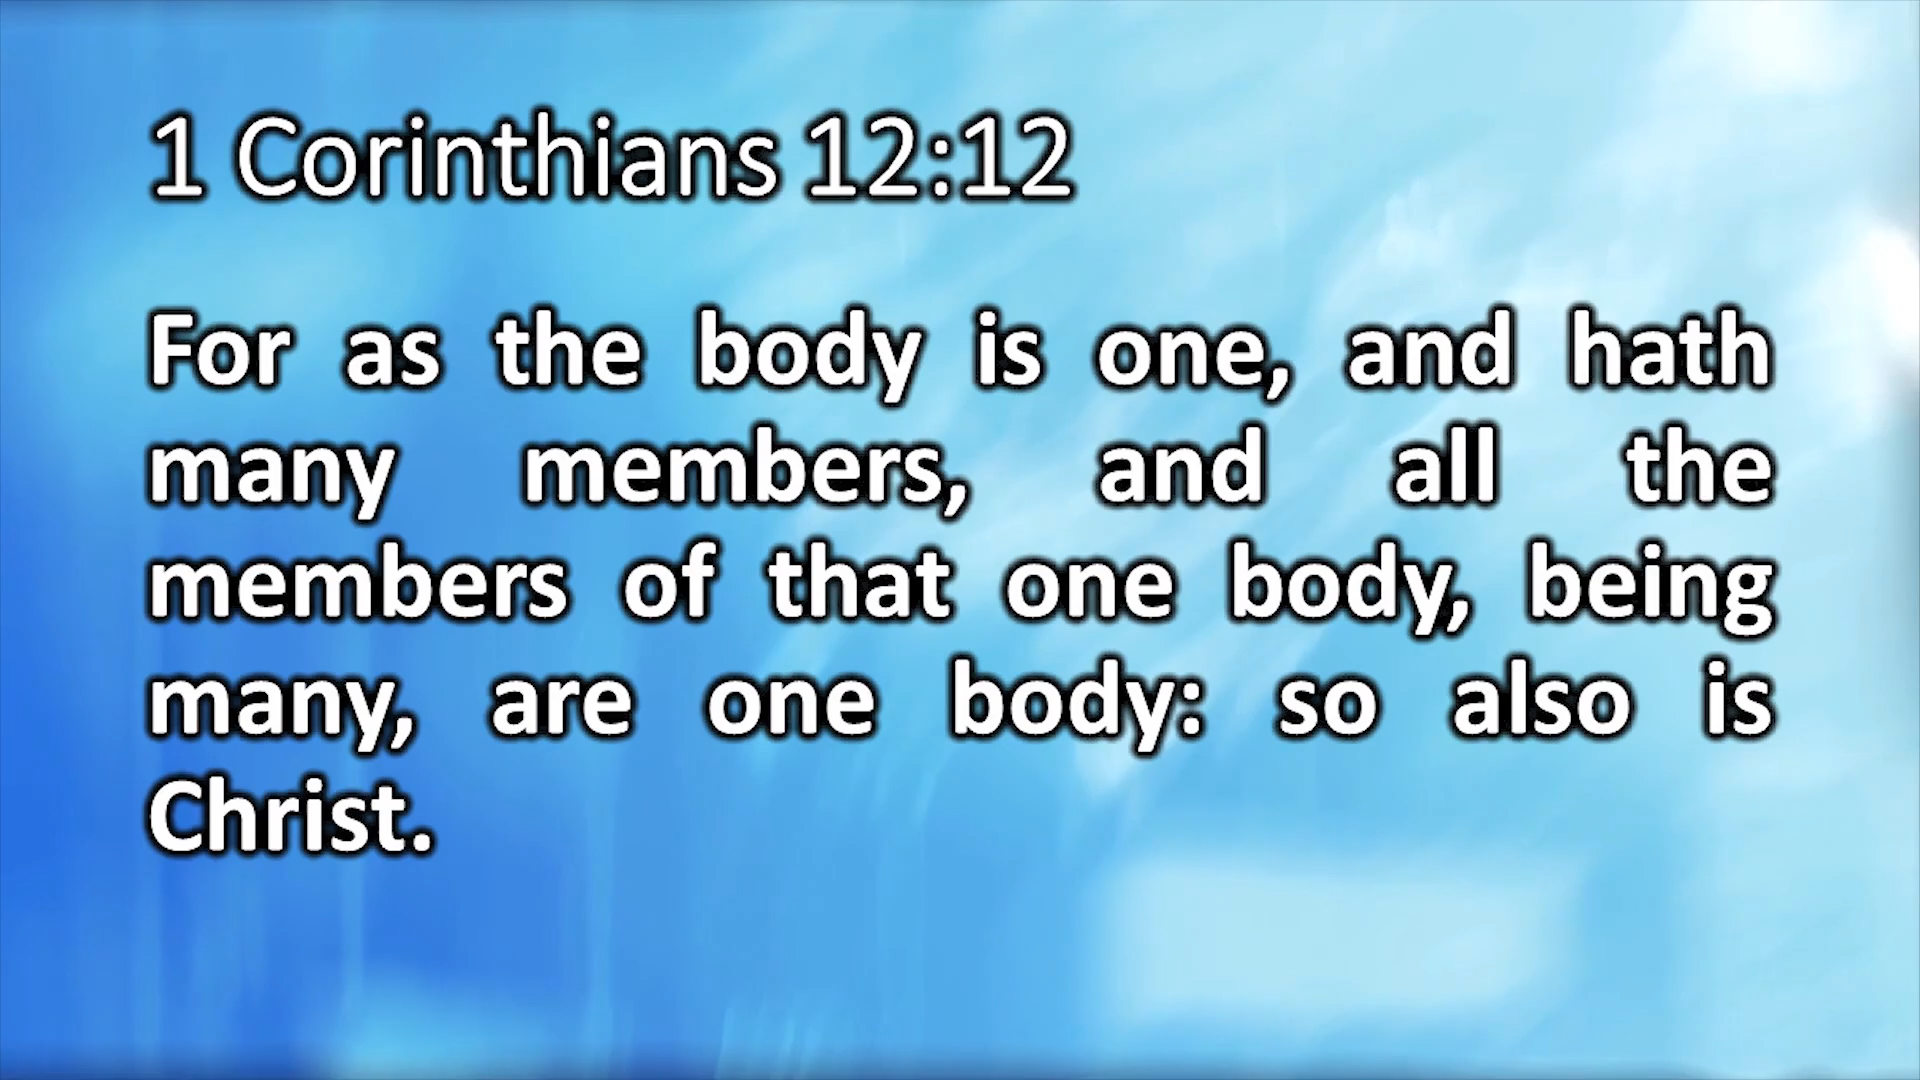 1 Corinthians 12:12
For as the body is one, and hath
many members, and all the
members of that one body, being
many, are one body: so also is
Christ.